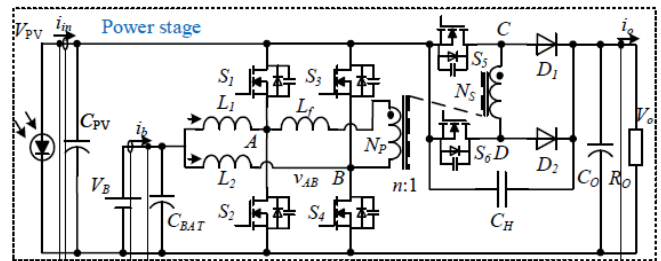 Power stage
V_PV i_in C i_o
S_1 S_3 S_5 D_1
L_1 L_f N_S V_o
C_PV i_b A N_P S_6 D D_2
V_B L_2 v_AB B n:1 C_O R_O
C_BAT S_2 S_4 C_H